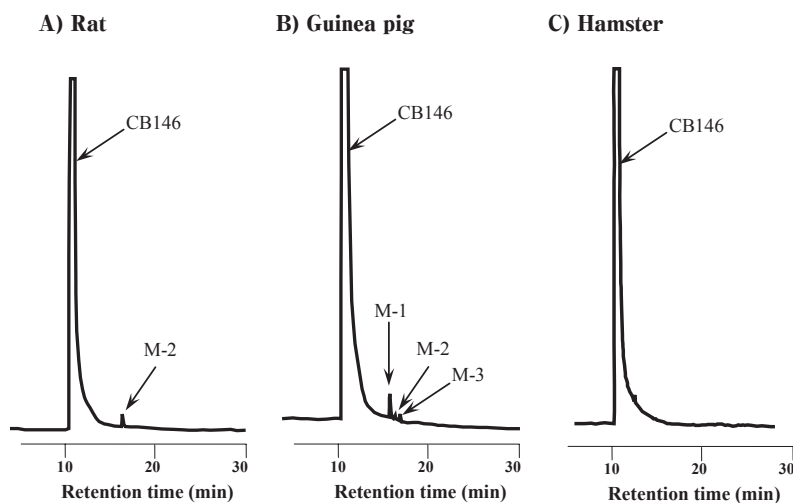 A) Rat
CB146
M-2
10 20 30
Retention time (min)
B) Guinea pig
CB146
M-1
M-2
M-3
10 20 30
Retention time (min)
C) Hamster
CB146
10 20 30
Retention time (min)